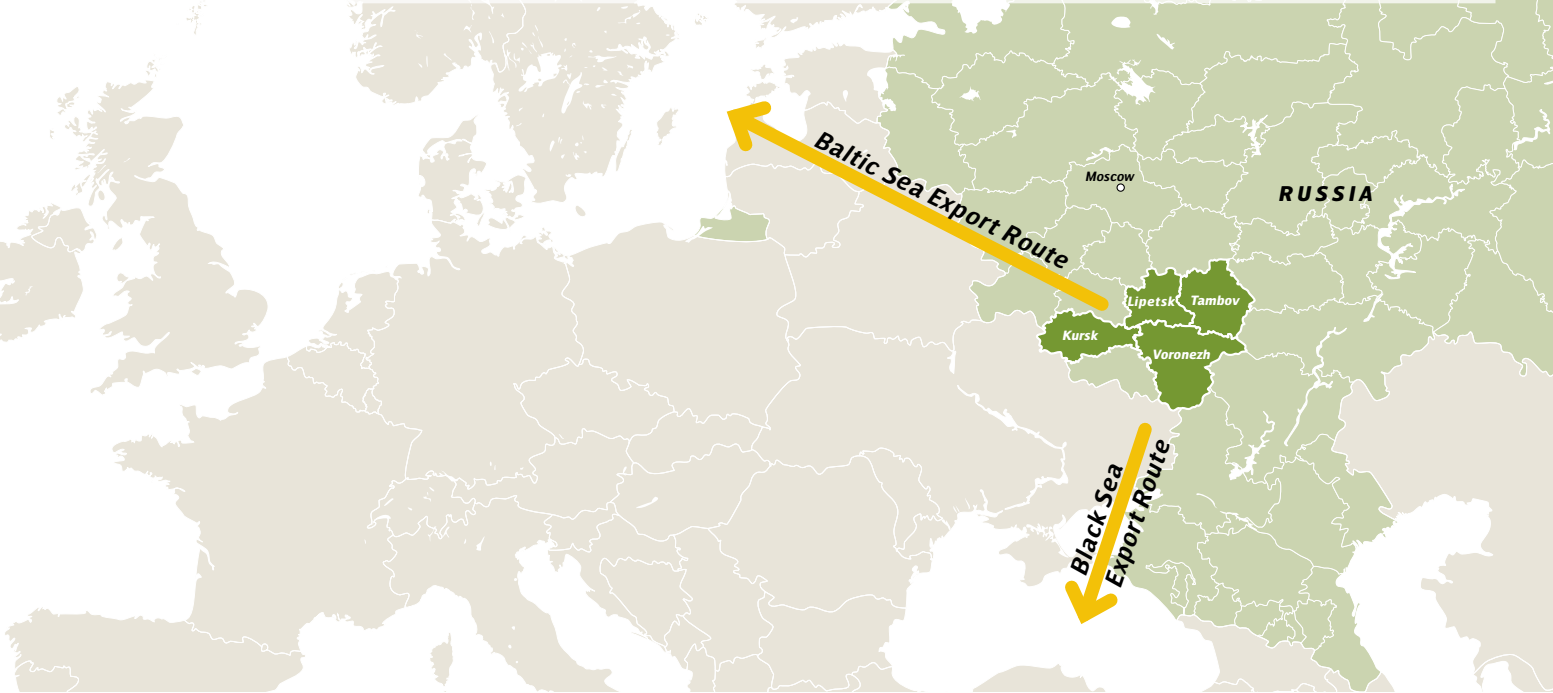 Baltic Sea Export Route
Moscow
RUSSIA
Lipetsk
Tambov
Kursk
Voronezh
Black Sea
Export Route